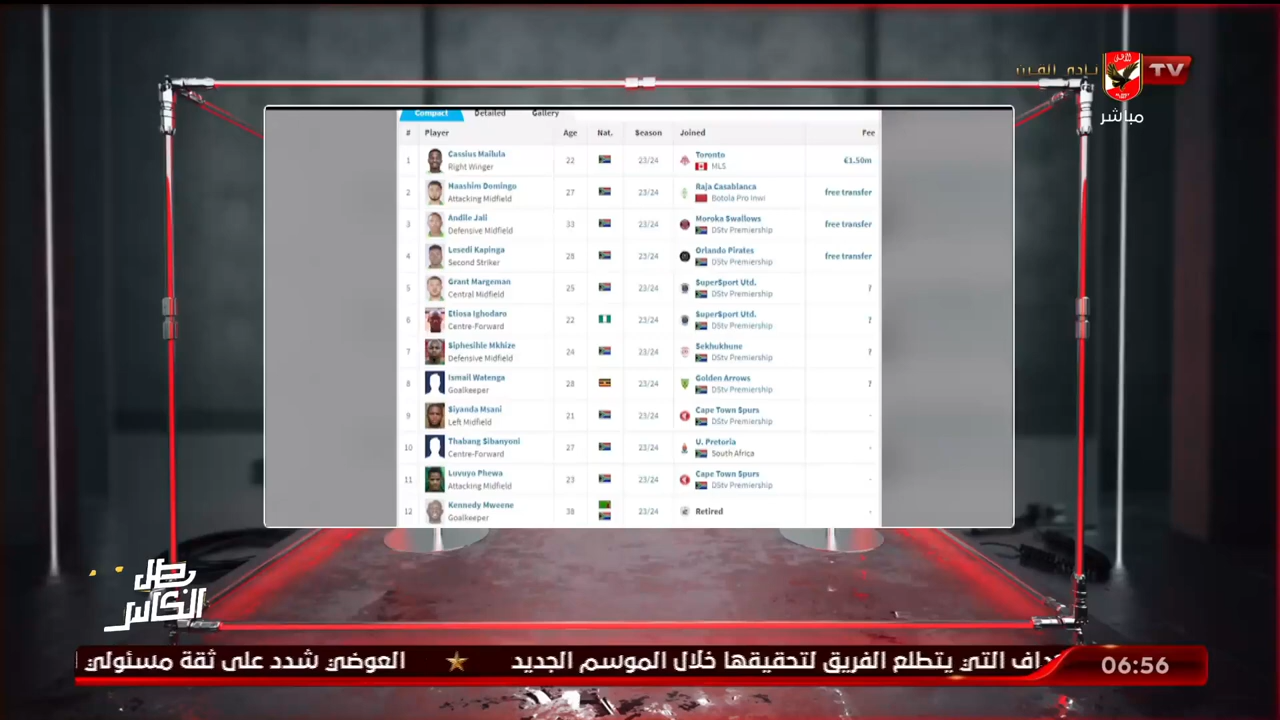 نادي القرن
TV
مباشر
Compact Detailed Gallery
# Player Age Nat. Season Joined Fee
1 Cassius Mailula 22 23/24 Toronto €1.50m
Right Winger MLS
2 Haashim Domingo 27 23/24 Raja Casablanca free transfer
Attacking Midfield Botola Pro Inwi
3 Andile Jali 33 23/24 Moroka Swallows free transfer
Defensive Midfield DStv Premiership
4 Lesedi Kapinga 28 23/24 Orlando Pirates free transfer
Second Striker DStv Premiership
5 Grant Margeman 25 23/24 SuperSport Utd. ?
Central Midfield DStv Premiership
6 Etiosa Ighodaro 22 23/24 SuperSport Utd. ?
Centre-Forward DStv Premiership
7 Siphesihle Mkhize 24 23/24 Sekhukhune ?
Defensive Midfield DStv Premiership
8 Ismail Watenga 28 23/24 Golden Arrows ?
Goalkeeper DStv Premiership
9 Siyanda Msani 21 23/24 Cape Town Spurs -
Left Midfield DStv Premiership
10 Thabang Sibanyoni 27 23/24 U. Pretoria -
Centre-Forward South Africa
11 Luvuyo Phewa 23 23/24 Cape Town Spurs -
Attacking Midfield DStv Premiership
12 Kennedy Mweene 38 23/24 Retired -
Goalkeeper
الكاس
هداف التي يتطلع الفريق لتحقيقها خلال الموسم الجديد ★ العوضي شدد على ثقة مسئولي ا
06:56